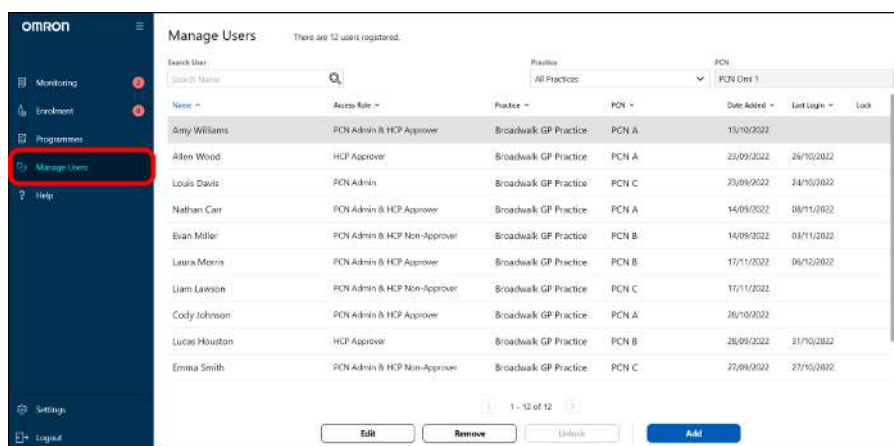 OMRON
Manage Users There are 12 users registered.
Search User Practice PCN
Search Name All Practices PCN Omi 1
Monitoring
Enrolment
Programmes
Manage Users
? Help
Name Access Role Practice PCN Date Added Last Login Lock
Amy Williams PCN Admin & HCP Approver Broadwalk GP Practice PCN A 13/10/2022
Allen Wood HCP Approver Broadwalk GP Practice PCN A 23/09/2022 26/10/2022
Louis Davis PCN Admin Broadwalk GP Practice PCN C 23/09/2022 24/10/2022
Nathan Carr PCN Admin & HCP Approver Broadwalk GP Practice PCN A 14/09/2022 08/11/2022
Evan Miller PCN Admin & HCP Non-Approver Broadwalk GP Practice PCN B 14/09/2022 03/11/2022
Laura Morris PCN Admin & HCP Approver Broadwalk GP Practice PCN B 17/11/2022 06/12/2022
Liam Lawson PCN Admin & HCP Non-Approver Broadwalk GP Practice PCN C 17/11/2022
Cody Johnson PCN Admin & HCP Approver Broadwalk GP Practice PCN A 20/10/2022
Lucas Houston HCP Approver Broadwalk GP Practice PCN B 28/09/2022 31/10/2022
Emma Smith PCN Admin & HCP Non-Approver Broadwalk GP Practice PCN C 27/09/2022 27/10/2022
1 - 12 of 12
Settings
Logout
Edit Remove Unlock Add